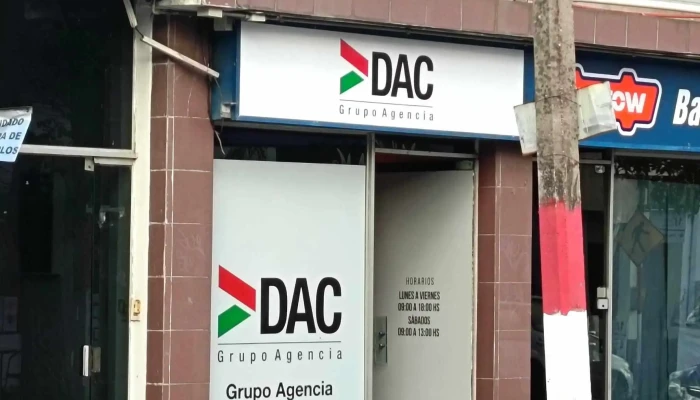 DAC
Grupo Agencia
DE
DAC
Grupo Agencia
Grupo Agencia
HORARIOS
LUNES A VIERNES
09:00 A 18:00 HS
SÁBADOS
09:00 A 13:00 HS